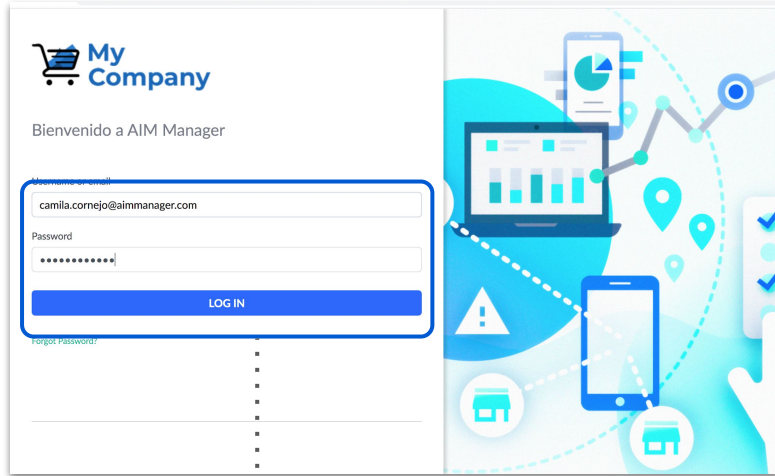 My
Company
Bienvenido a AIM Manager
Username or email
camila.cornejo@aimmanager.com
Password
••••••••••••
LOG IN
Forgot Password?